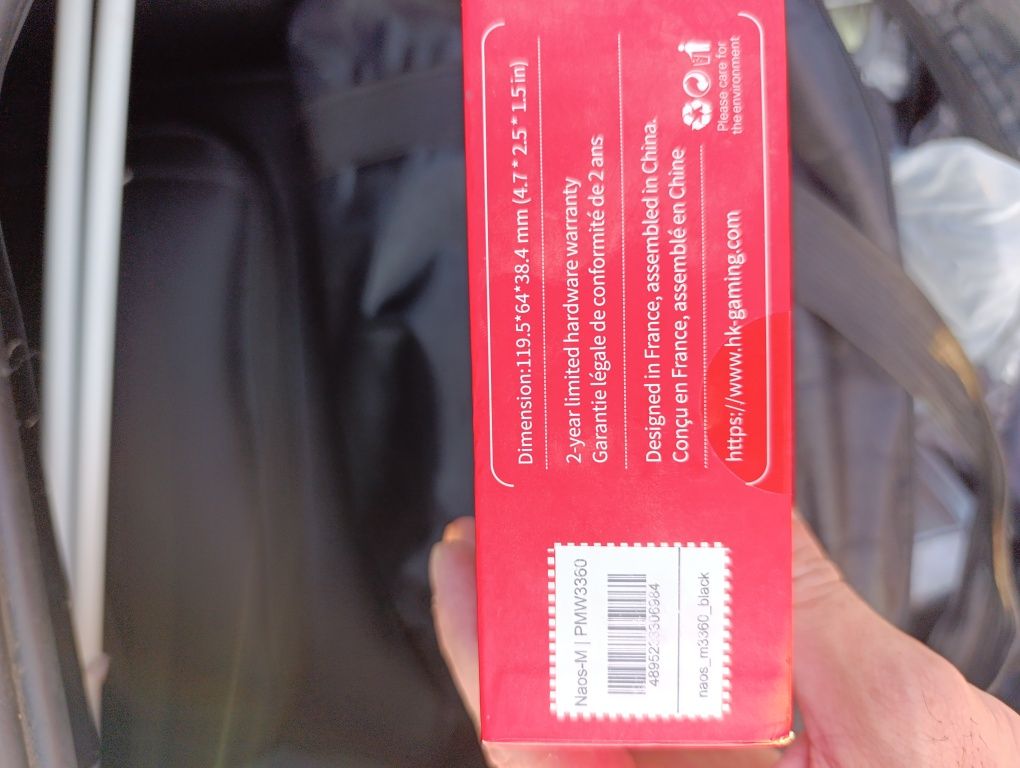 Dimension:119.5*64*38.4 mm (4.7 * 2.5 * 1.5 in)
2-year limited hardware warranty
Garantie légale de conformité de 2 ans
Designed in France, assembled in China.
Conçu en France, assemblé en Chine
https://www.hk-gaming.com
Please care for
the environment
Naos-M | PMW3360
naos_m3360_black